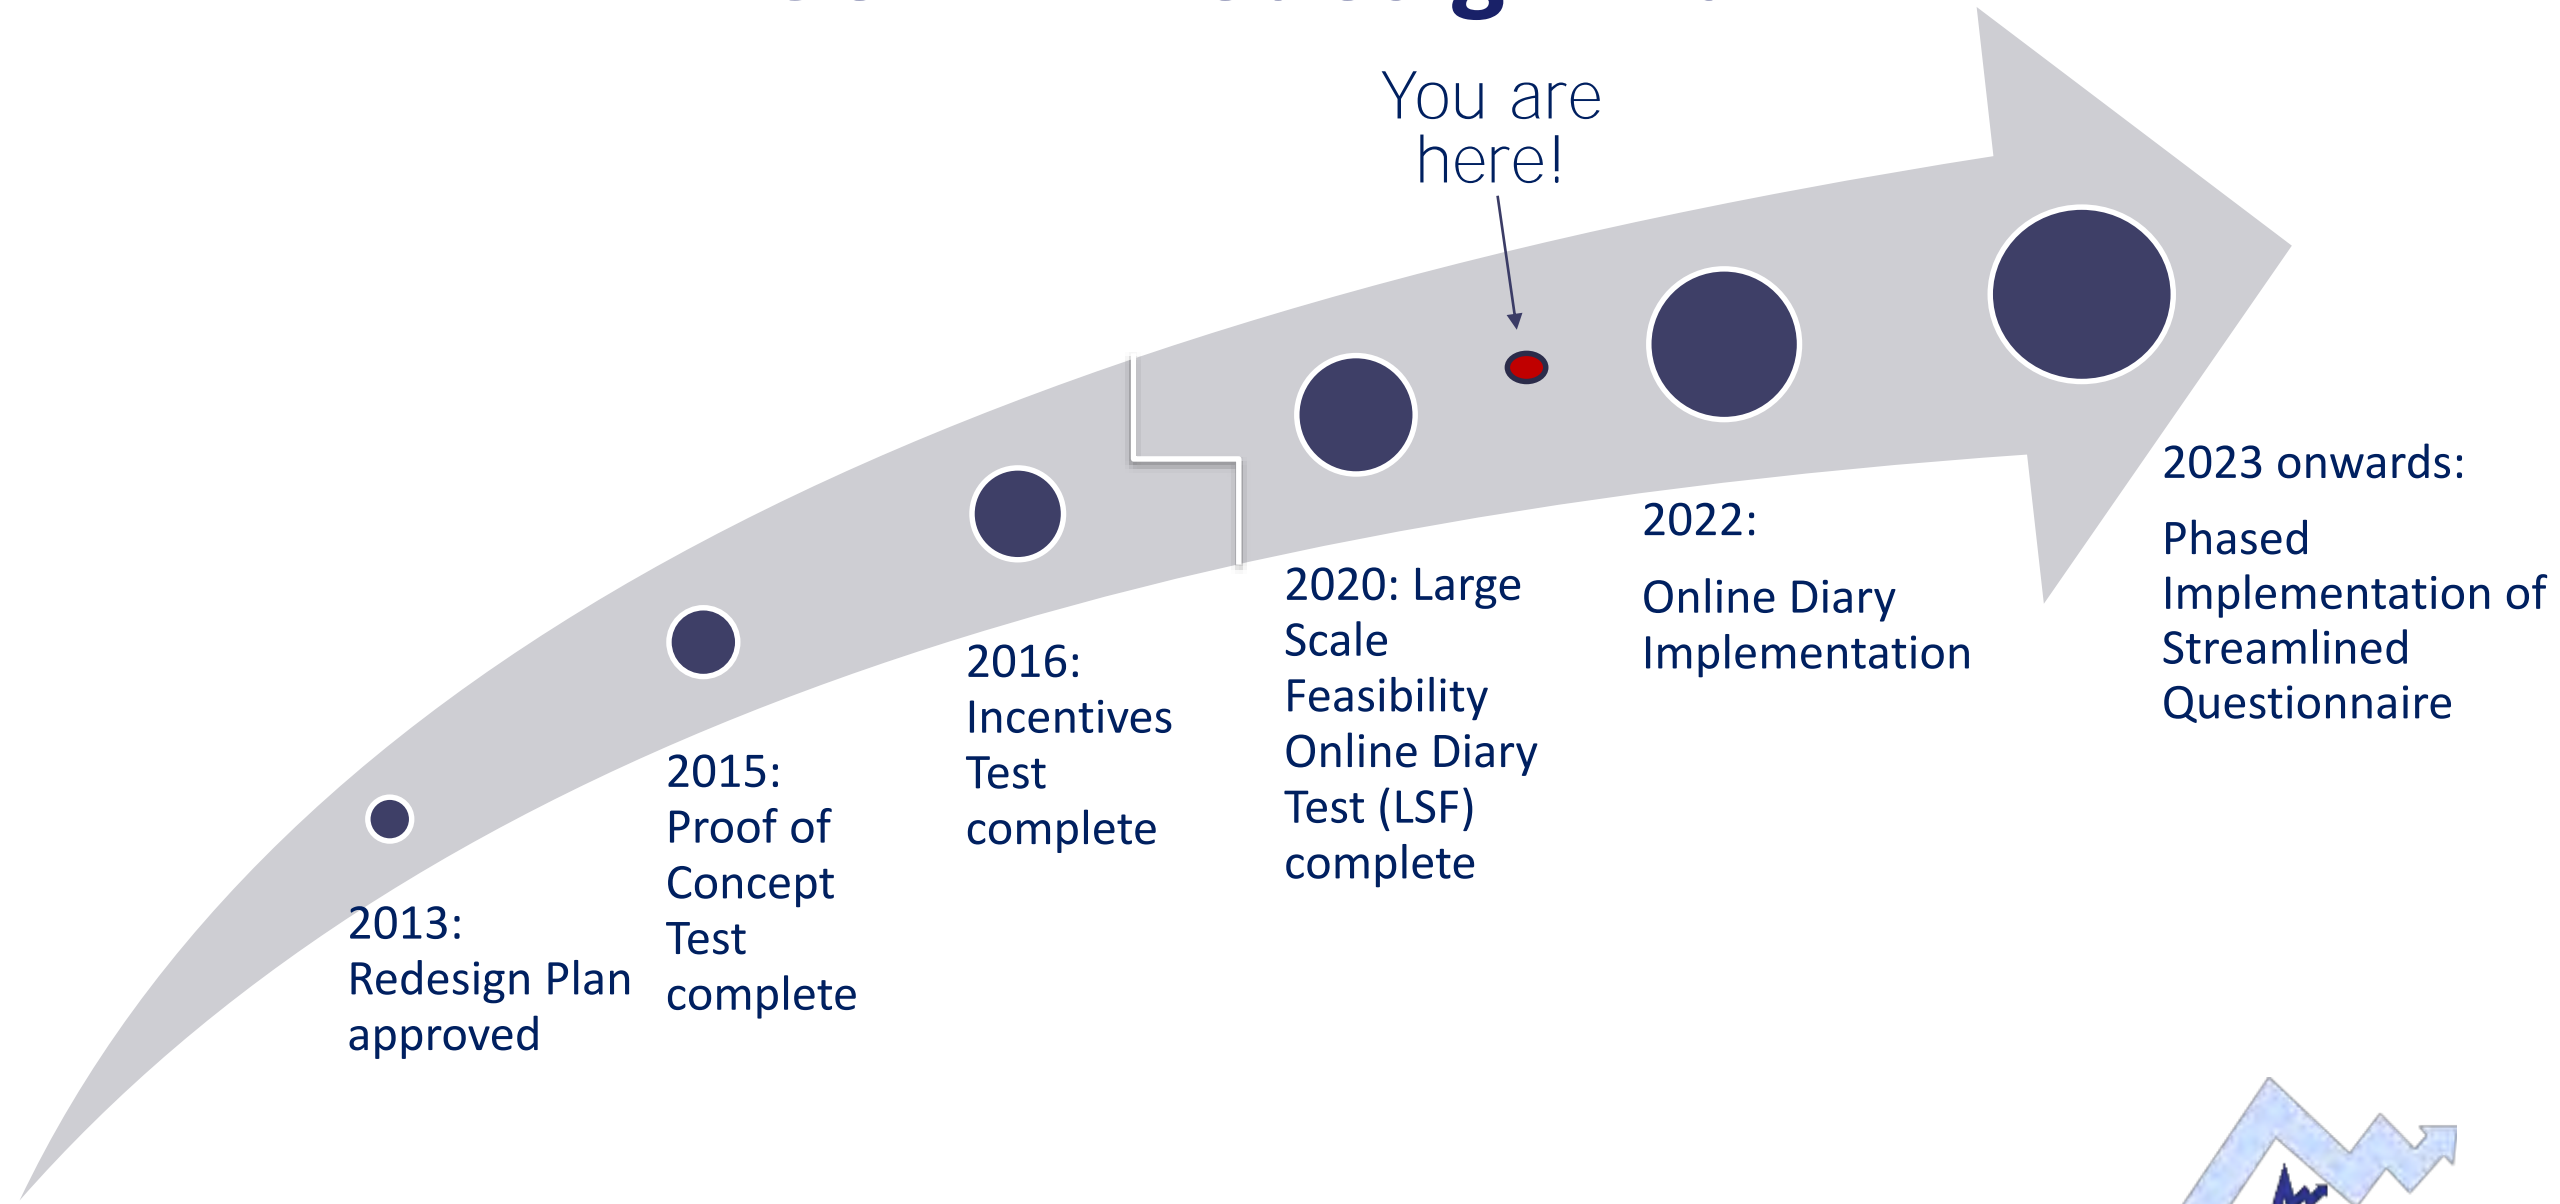 You are
here!
2013:
Redesign Plan
approved
2015:
Proof of
Concept
Test
complete
2016:
Incentives
Test
complete
2020: Large
Scale
Feasibility
Online Diary
Test (LSF)
complete
2022:
Online Diary
Implementation
2023 onwards:
Phased
Implementation of
Streamlined
Questionnaire